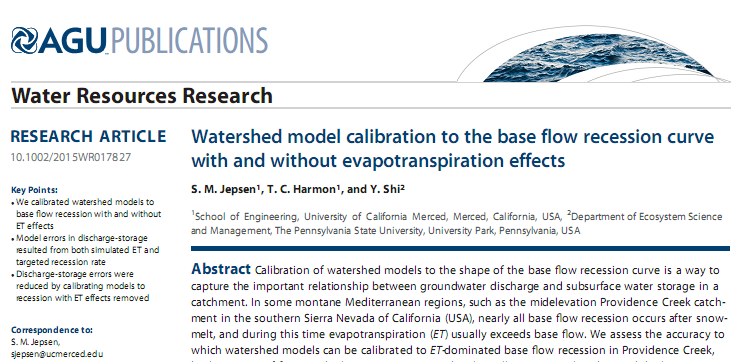 AGU PUBLICATIONS
Water Resources Research
RESEARCH ARTICLE
10.1002/2015WR017827
Key Points:
• We calibrated watershed models to
base flow recession with and without
ET effects
• Model errors in discharge-storage
resulted from both simulated ET and
targeted recession rate
• Discharge-storage errors were
reduced by calibrating models to
recession with ET effects removed
Correspondence to:
S. M. Jepsen,
sjepsen@ucmerced.edu
Watershed model calibration to the base flow recession curve
with and without evapotranspiration effects
S. M. Jepsen¹, T. C. Harmon¹, and Y. Shi²
¹School of Engineering, University of California Merced, Merced, California, USA, ²Department of Ecosystem Science
and Management, The Pennsylvania State University, University Park, Pennsylvania, USA
Abstract Calibration of watershed models to the shape of the base flow recession curve is a way to
capture the important relationship between groundwater discharge and subsurface water storage in a
catchment. In some montane Mediterranean regions, such as the midelevation Providence Creek catch-
ment in the southern Sierra Nevada of California (USA), nearly all base flow recession occurs after snow-
melt, and during this time evapotranspiration (ET) usually exceeds base flow. We assess the accuracy to
which watershed models can be calibrated to ET-dominated base flow recession in Providence Creek,